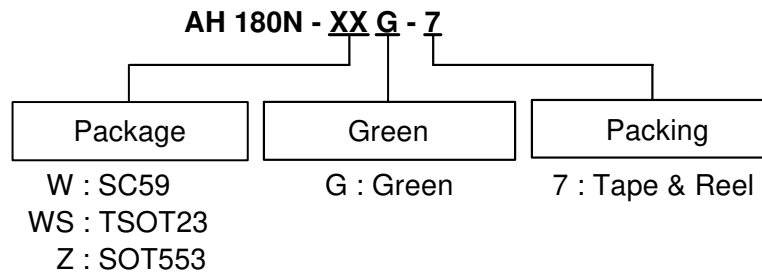 AH 180N - XX G - 7
Package
Green
Packing
W : SC59
WS : TSOT23
Z : SOT553
G : Green
7 : Tape & Reel